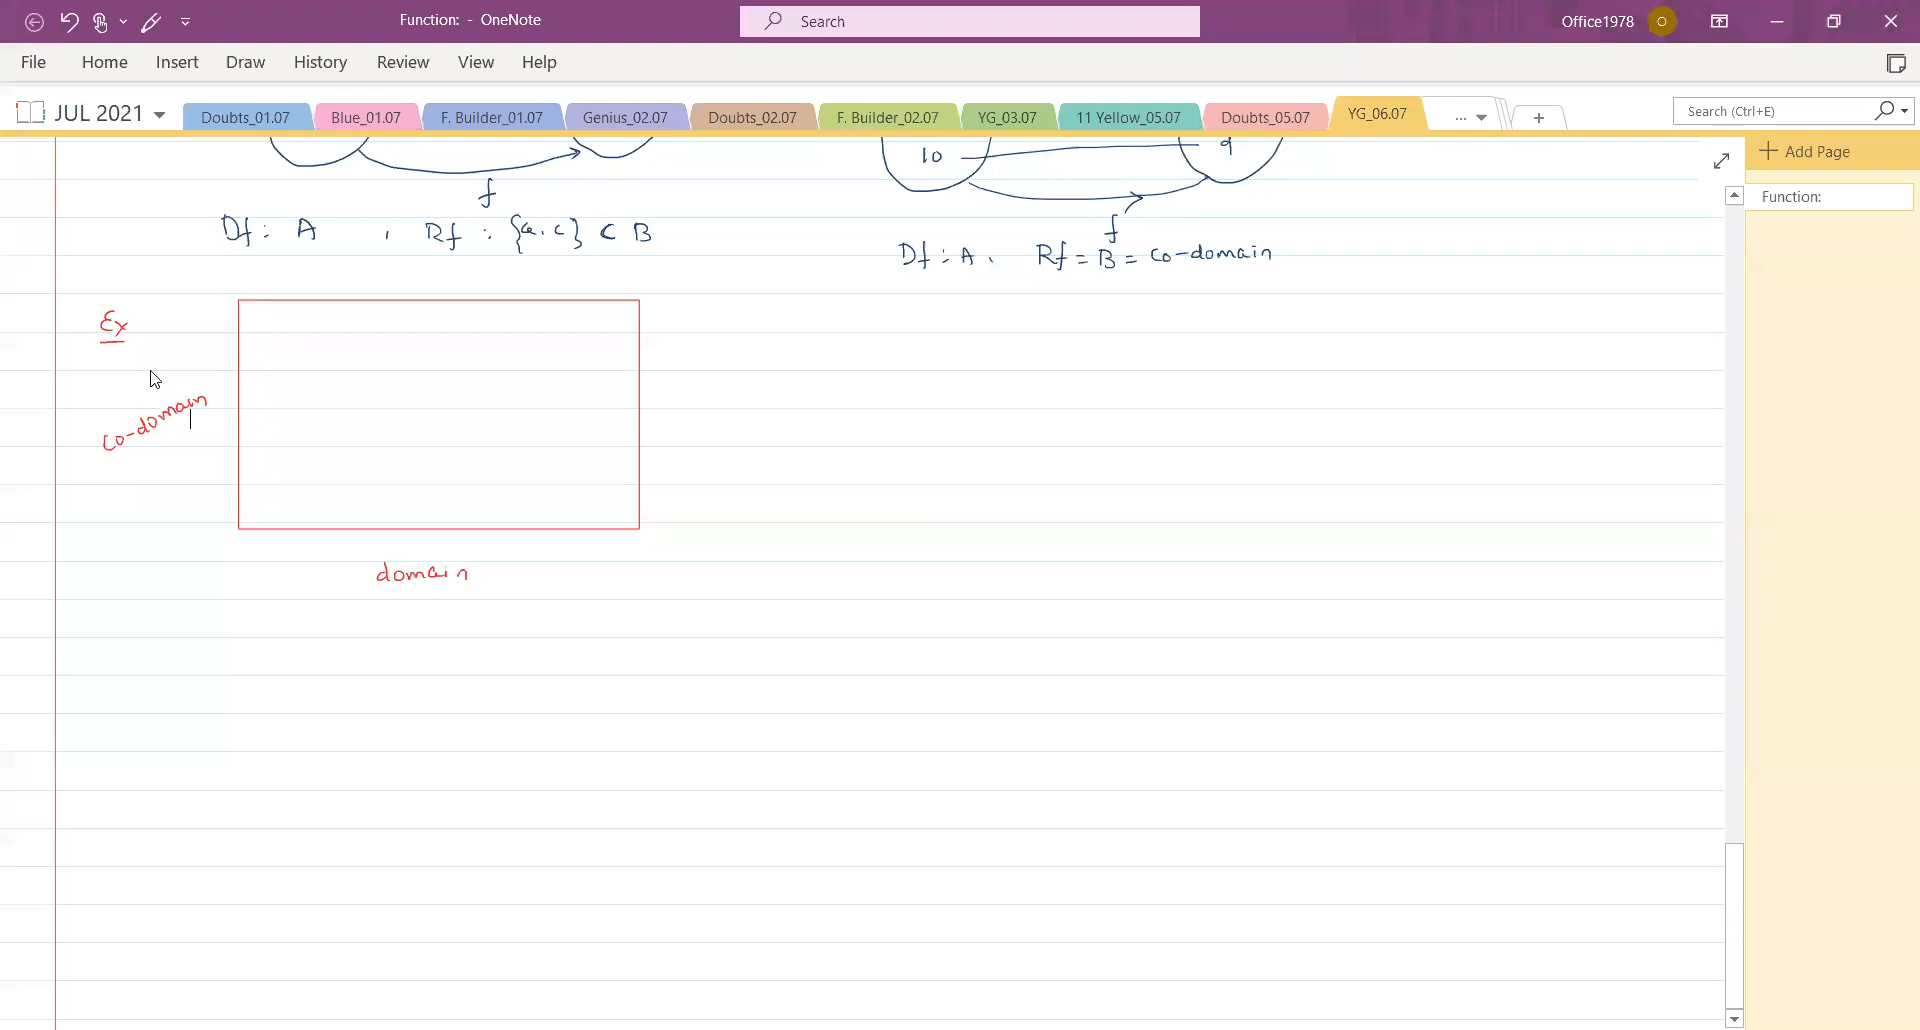 Function: - OneNote
Search
Office1978
O
File Home Insert Draw History Review View Help
JUL 2021
Doubts_01.07 Blue_01.07 F. Builder_01.07 Genius_02.07 Doubts_02.07 F. Builder_02.07 YG_03.07 11 Yellow_05.07 Doubts_05.07 YG_06.07 ... +
Search (Ctrl+E)
Add Page
Function:
10 9
f
f
Df : A , Rf : {a, c} ⊂ B
Df : A , Rf = B = co-domain
Ex
co-domain
domain